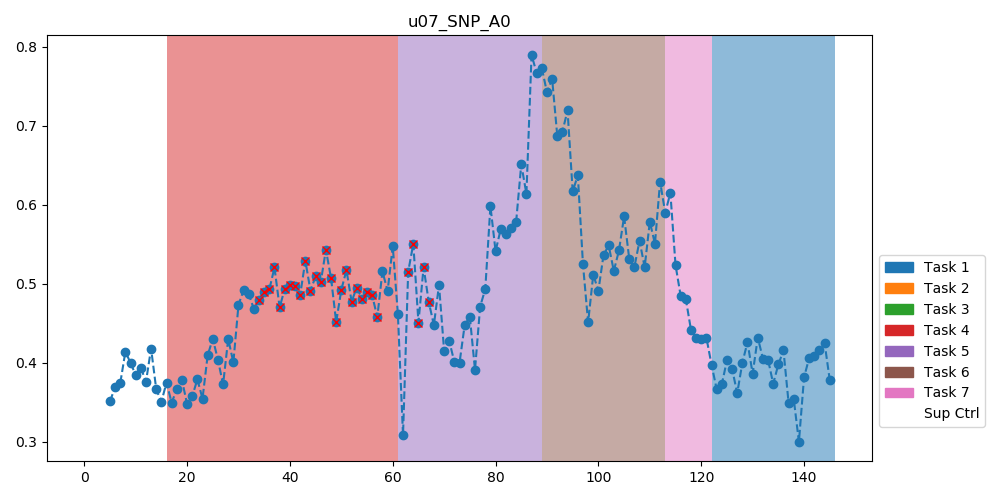 u07_SNP_A0
0.8
0.7
0.6
0.5
0.4
0.3
0 20 40 60 80 100 120 140
Task 1
Task 2
Task 3
Task 4
Task 5
Task 6
Task 7
Sup Ctrl